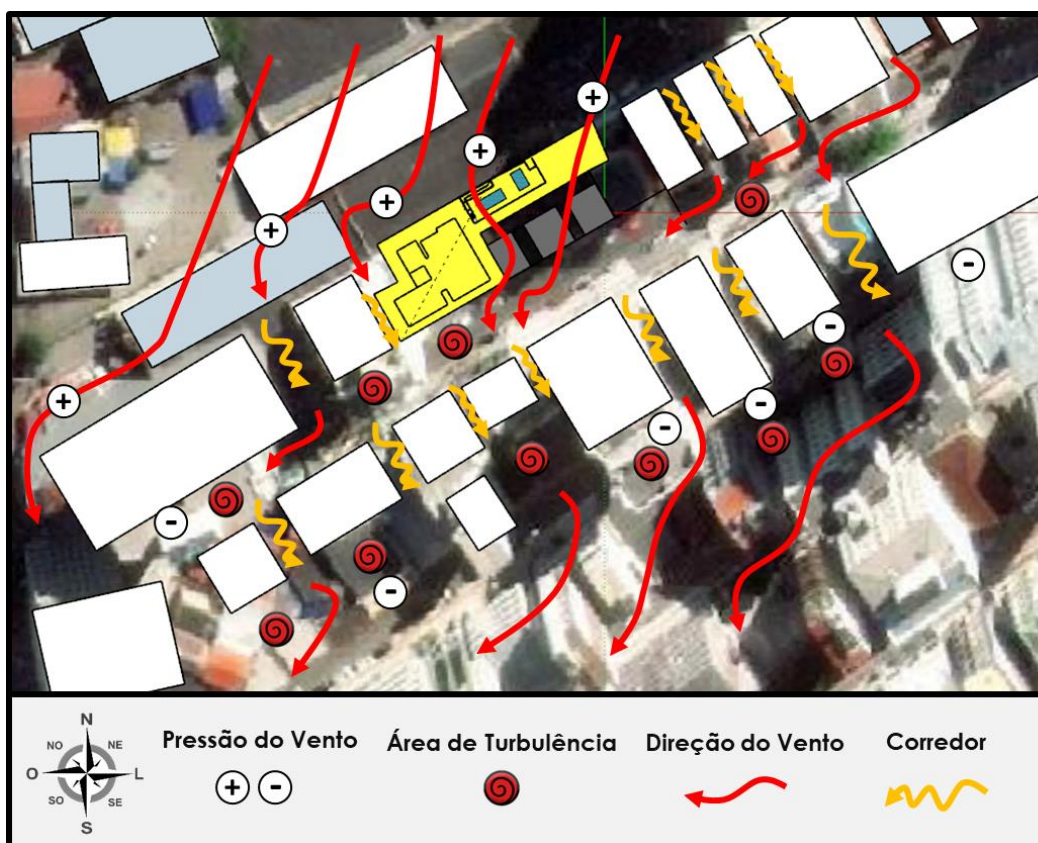 N
NO
NE
O
L
SO
SE
S
Pressão do Vento
+ -
Área de Turbulência
Direção do Vento
Corredor